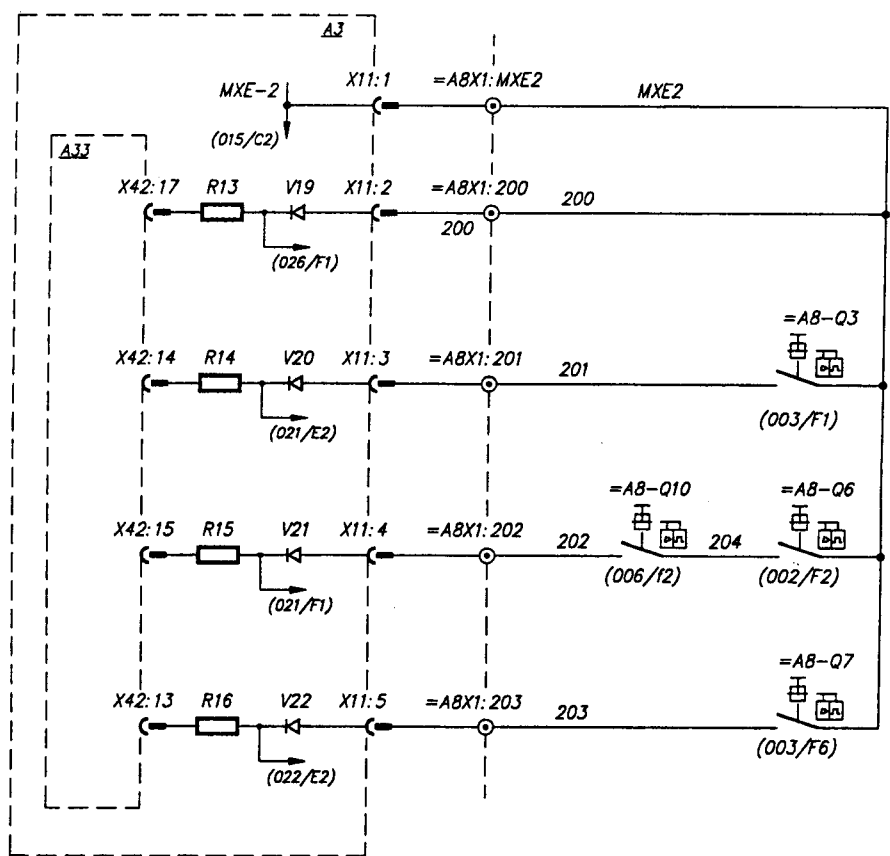 A3
MXE-2
X11:1
=A8X1:MXE2
MXE2
(015/C2)
A33
X42:17
R13
V19
X11:2
=A8X1:200
200
200
(026/F1)
=A8-Q3
X42:14
R14
V20
X11:3
=A8X1:201
201
(021/E2)
(003/F1)
=A8-Q10
=A8-Q6
X42:15
R15
V21
X11:4
=A8X1:202
202
204
(021/F1)
(006/f2)
(002/F2)
=A8-Q7
X42:13
R16
V22
X11:5
=A8X1:203
203
(022/E2)
(003/F6)